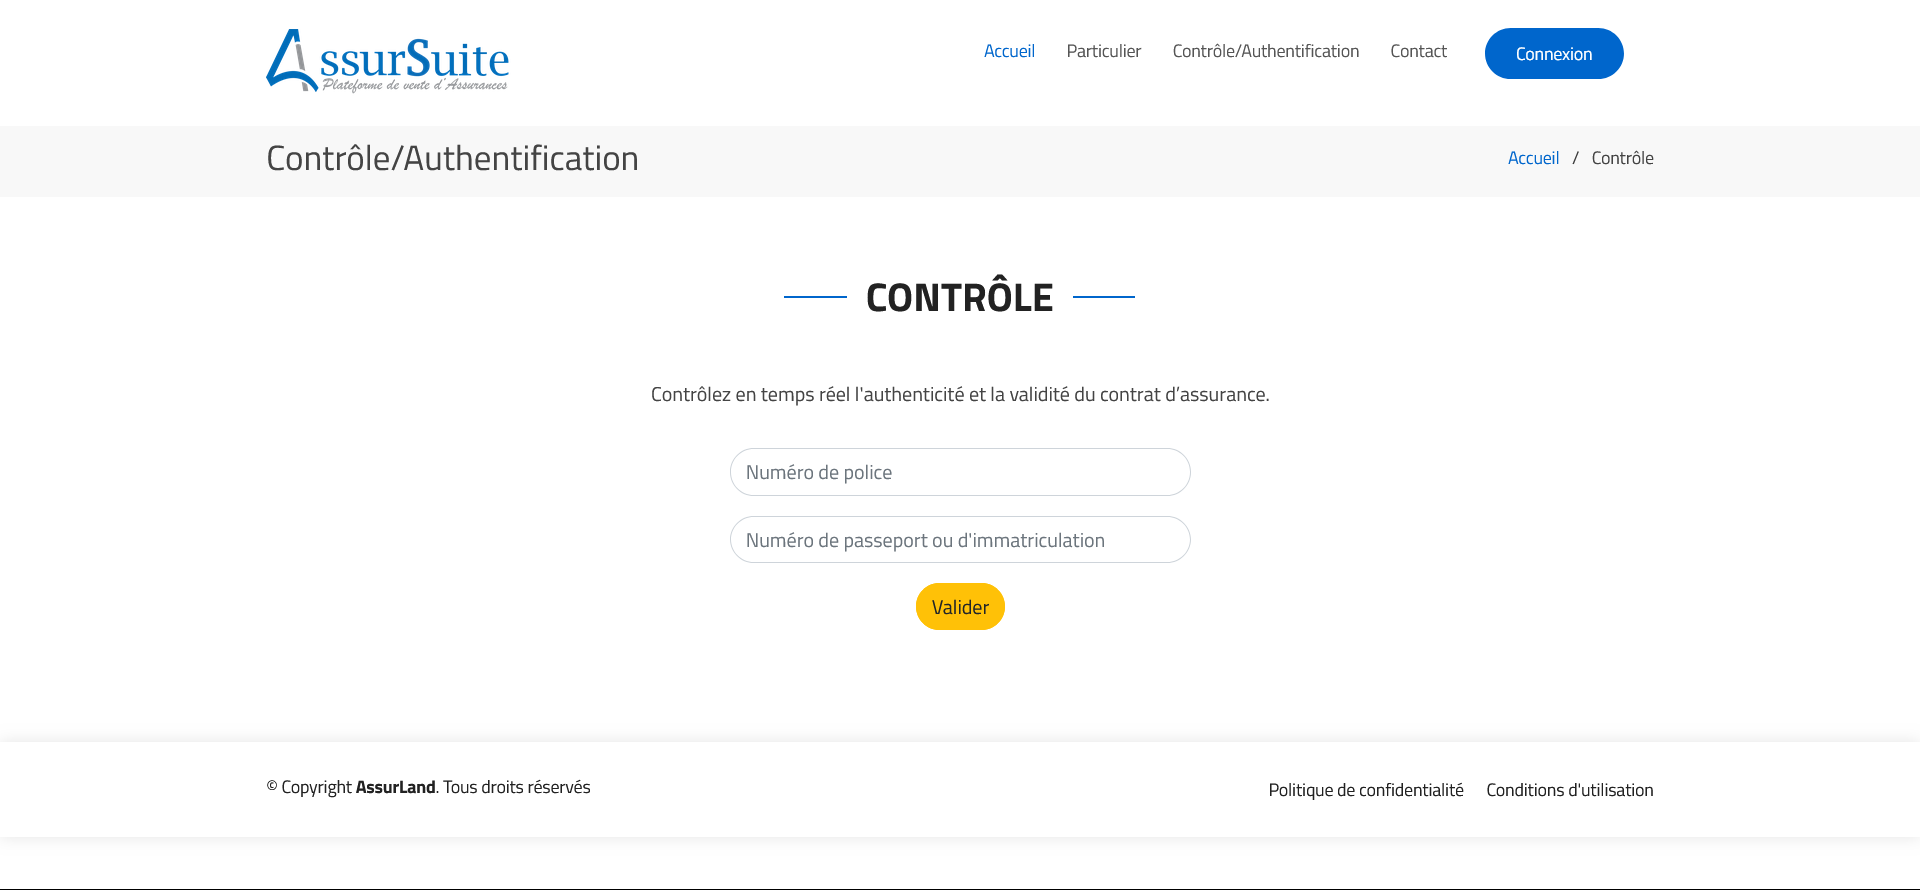 AssurSuite
Plateforme de vente d'Assurances
Accueil
Particulier
Contrôle/Authentification
Contact
Connexion
Contrôle/Authentification
Accueil / Contrôle
CONTRÔLE
Contrôlez en temps réel l'authenticité et la validité du contrat d’assurance.
Numéro de police
Numéro de passeport ou d'immatriculation
Valider
© Copyright AssurLand. Tous droits réservés
Politique de confidentialité
Conditions d'utilisation